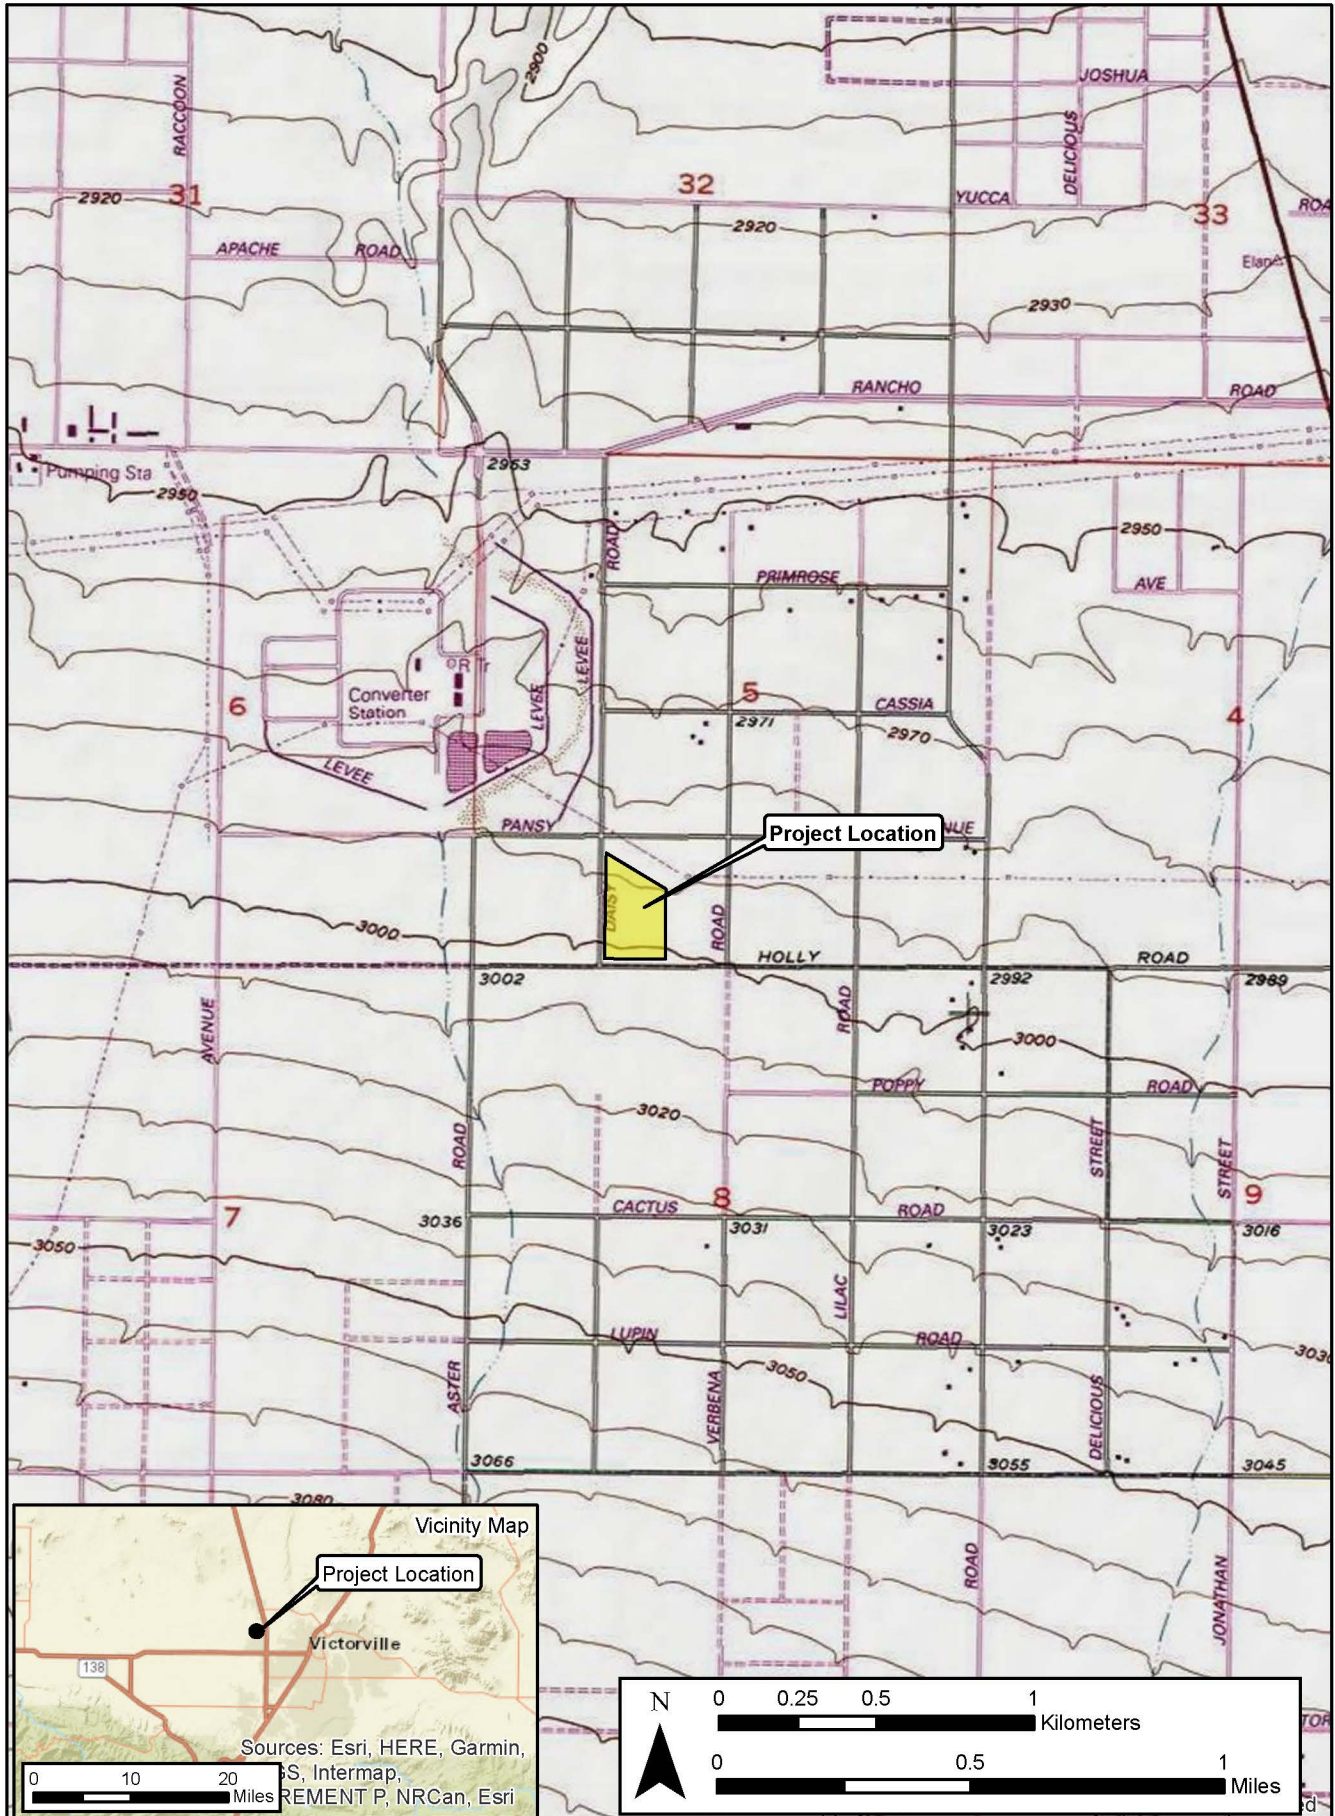 2900
JOSHUA
RACCOON
DELICIOUS
31
32
2920
YUCCA
33
2920
APACHE ROAD
Elan
2930
RANCHO ROAD
2953
Pumping Sta
2950
2950
ROAD
PRIMROSE
AVE
LEVEE
R Tr
Converter
Station
LEVEE
6
5
4
CASSIA
2971
2970
LEVEE
PANSY
Project Location
NUE
DAISY
3000
ROAD
HOLLY ROAD
3002
2992
2989
AVENUE
ROAD
3000
POPPY ROAD
3020
ROAD
STREET
STREET
7
8
9
CACTUS ROAD
3036
3031
3023
3016
3050
LILAC
LUPIN ROAD
3030
3050
ASTER
VERBENA
DELICIOUS
3066
3055
3045
3080
ROAD
JONATHAN
Vicinity Map
Project Location
Victorville
138
Sources: Esri, HERE, Garmin,
GS, Intermap,
REMENT P, NRCan, Esri
0 10 20
Miles
N
0 0.25 0.5 1
Kilometers
0 0.5 1
Miles